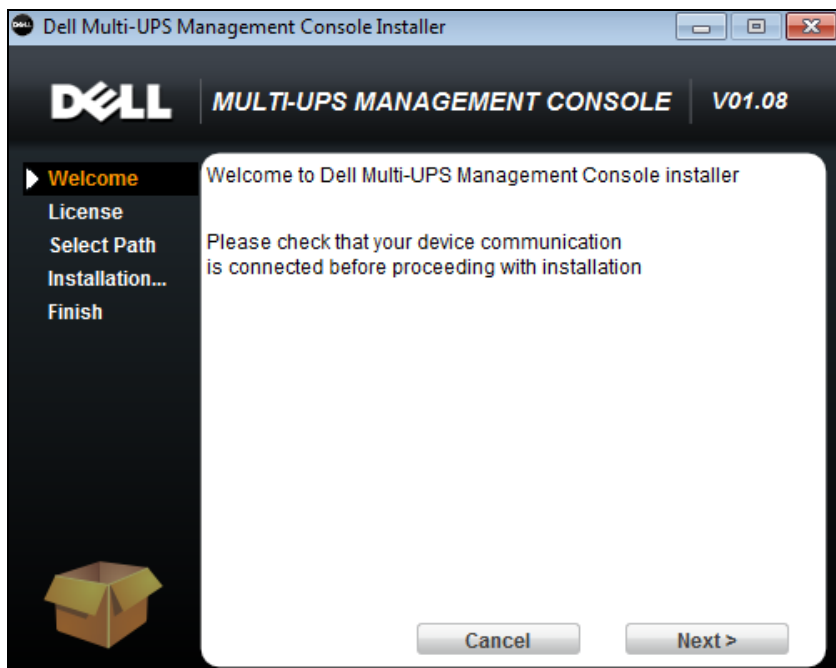 Dell Multi-UPS Management Console Installer
DELL MULTI-UPS MANAGEMENT CONSOLE V01.08
Welcome
License
Select Path
Installation...
Finish
Welcome to Dell Multi-UPS Management Console installer
Please check that your device communication
is connected before proceeding with installation
Cancel Next >